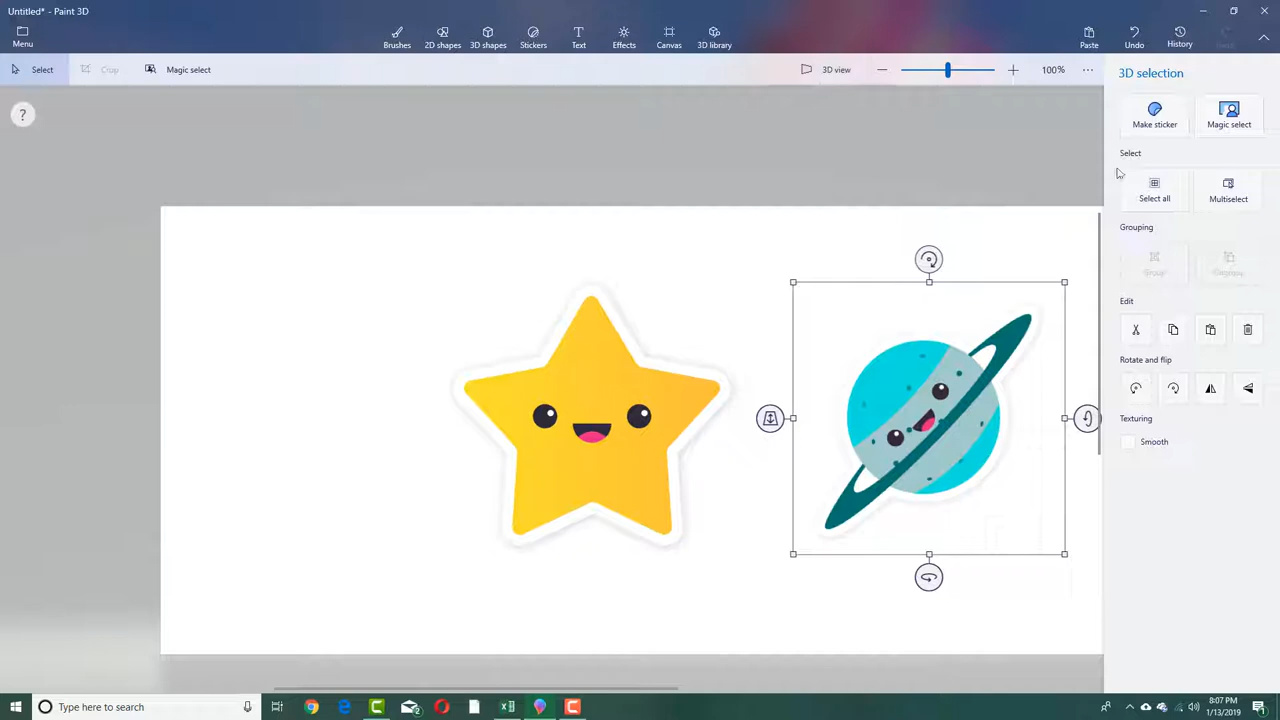 Untitled* - Paint 3D
Menu
Brushes 2D shapes 3D shapes Stickers Text Effects Canvas 3D library Paste Undo History
Select Crop Magic select 3D view 100%
3D selection
?
Make sticker Magic select
Select
Select all Multiselect
Grouping
Group
Edit
Rotate and flip
Texturing
Smooth
Type here to search
8:07 PM
1/13/2019